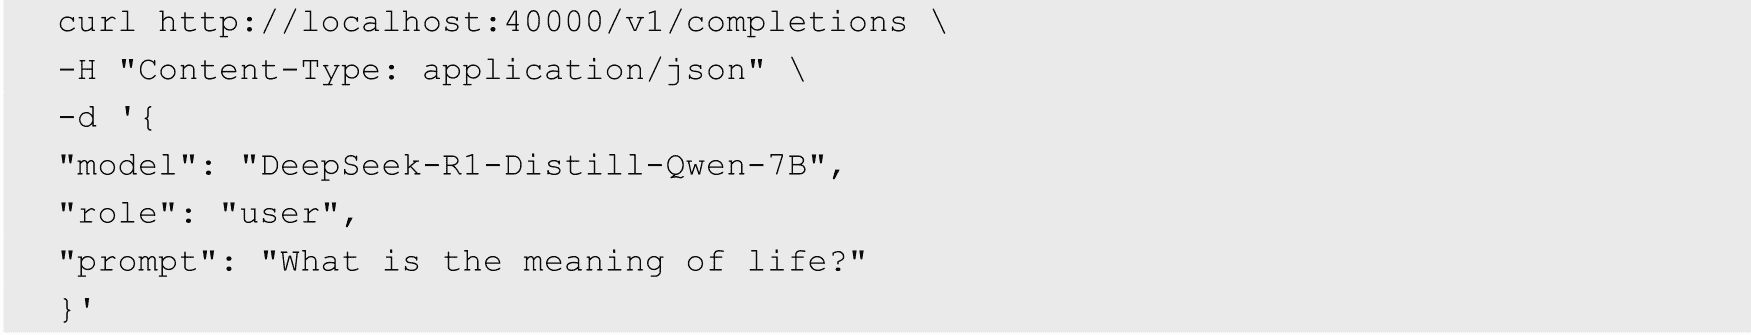 curl http://localhost:40000/v1/completions \
-H "Content-Type: application/json" \
-d '{
"model": "DeepSeek-R1-Distill-Qwen-7B",
"role": "user",
"prompt": "What is the meaning of life?"
}'